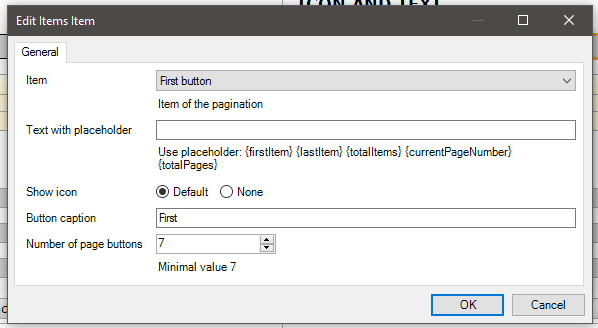 ICON AND TEXT
Edit Items Item
General
Item First button
Item of the pagination
Text with placeholder
Use placeholder: {firstItem} {lastItem} {totalItems} {currentPageNumber}
{totalPages}
Show icon Default None
Button caption First
Number of page buttons 7
Minimal value 7
OK Cancel